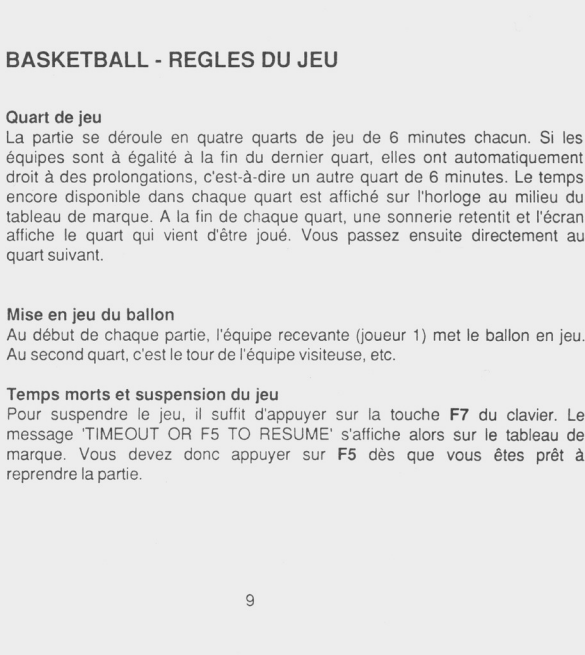 BASKETBALL - REGLES DU JEU
Quart de jeu
La partie se déroule en quatre quarts de jeu de 6 minutes chacun. Si les
équipes sont à égalité à la fin du dernier quart, elles ont automatiquement
droit à des prolongations, c'est-à-dire un autre quart de 6 minutes. Le temps
encore disponible dans chaque quart est affiché sur l'horloge au milieu du
tableau de marque. A la fin de chaque quart, une sonnerie retentit et l'écran
affiche le quart qui vient d'être joué. Vous passez ensuite directement au
quart suivant.
Mise en jeu du ballon
Au début de chaque partie, l'équipe recevante (joueur 1) met le ballon en jeu.
Au second quart, c'est le tour de l'équipe visiteuse, etc.
Temps morts et suspension du jeu
Pour suspendre le jeu, il suffit d'appuyer sur la touche F7 du clavier. Le
message 'TIMEOUT OR F5 TO RESUME' s'affiche alors sur le tableau de
marque. Vous devez donc appuyer sur F5 dès que vous êtes prêt à
reprendre la partie.
9